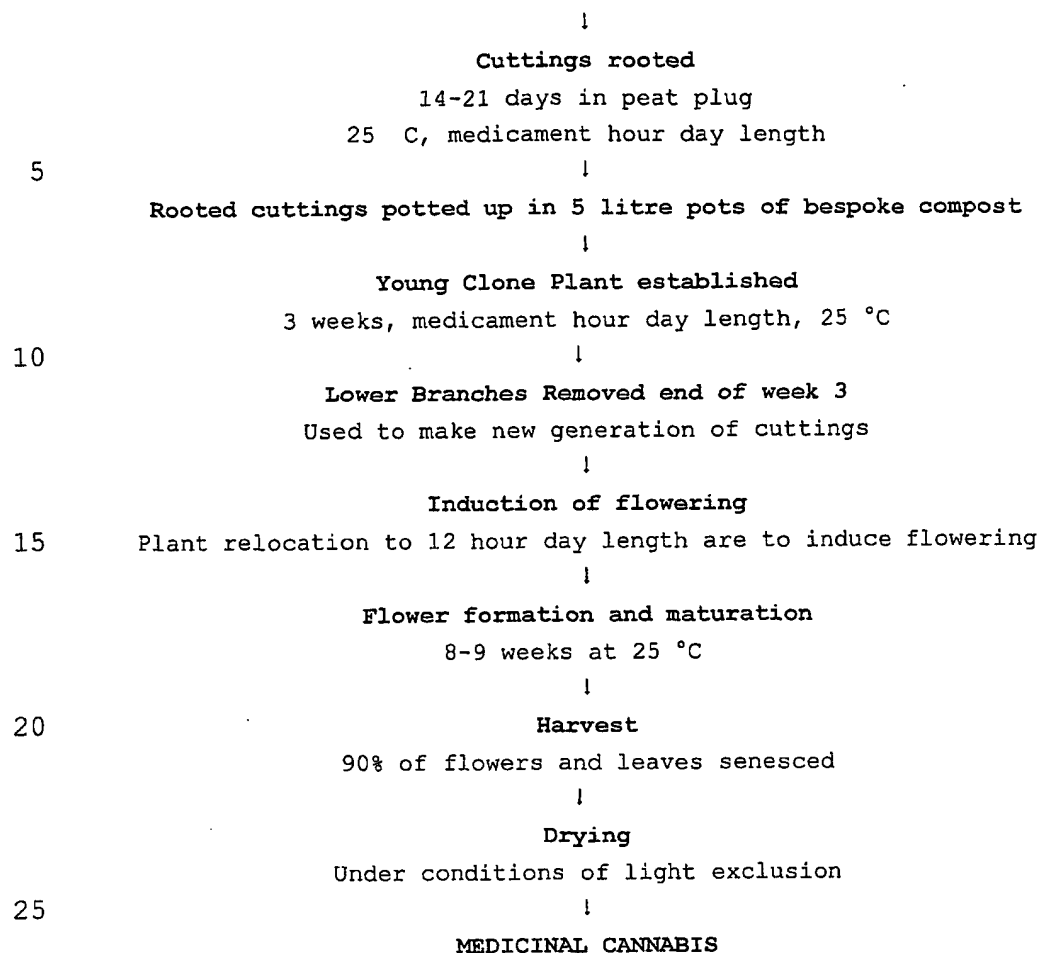 ↓
Cuttings rooted
14-21 days in peat plug
25 C, medicament hour day length
5
↓
Rooted cuttings potted up in 5 litre pots of bespoke compost
↓
Young Clone Plant established
3 weeks, medicament hour day length, 25 °C
10
↓
Lower Branches Removed end of week 3
Used to make new generation of cuttings
↓
Induction of flowering
15 Plant relocation to 12 hour day length are to induce flowering
↓
Flower formation and maturation
8-9 weeks at 25 °C
↓
20 Harvest
90% of flowers and leaves senesced
↓
Drying
Under conditions of light exclusion
25
↓
MEDICINAL CANNABIS